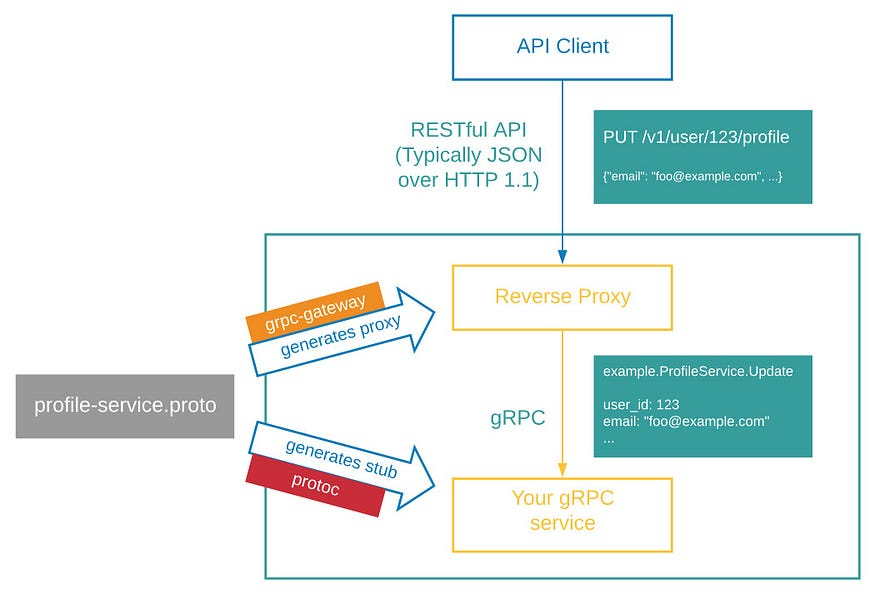 API Client
RESTful API
(Typically JSON
over HTTP 1.1)
PUT /v1/user/123/profile
{"email": "foo@example.com", ...}
grpc-gateway
generates proxy
Reverse Proxy
profile-service.proto
example.ProfileService.Update
user_id: 123
email: "foo@example.com"
...
gRPC
generates stub
protoc
Your gRPC
service